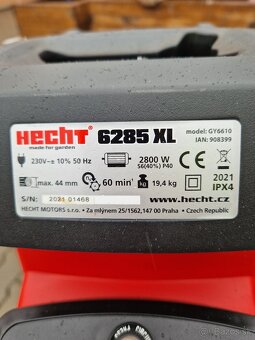 HECHT 6285 XL
made for garden
model: GY6610
IAN: 908399
230V~± 10% 50 Hz
2800 W
S6(40%) P40
max. 44 mm
60 min⁻¹
19,4 kg
2021
IPX4
S/N: 2021 01468
www.hecht.cz
HECHT MOTORS s.r.o. • Za mlýnem 25/1562,147 00 Praha • Czech Republic